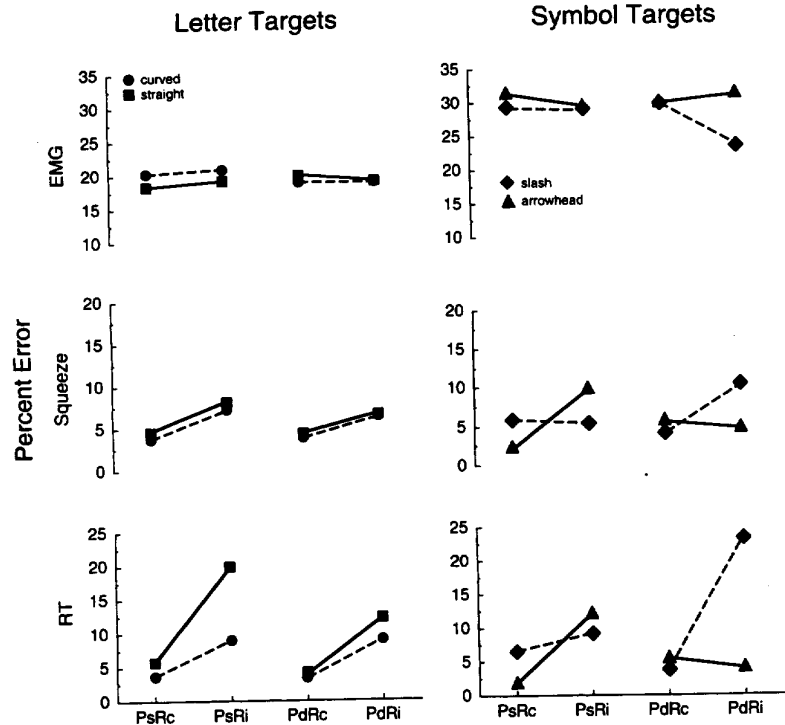 Letter Targets
Symbol Targets
Percent Error
EMG
35
30
25
20
15
10
curved
straight
35
30
25
20
15
10
slash
arrowhead
Squeeze
20
15
10
5
0
20
15
10
5
0
RT
25
20
15
10
5
0
PsRc PsRi PdRc PdRi
25
20
15
10
5
0
PsRc PsRi PdRc PdRi